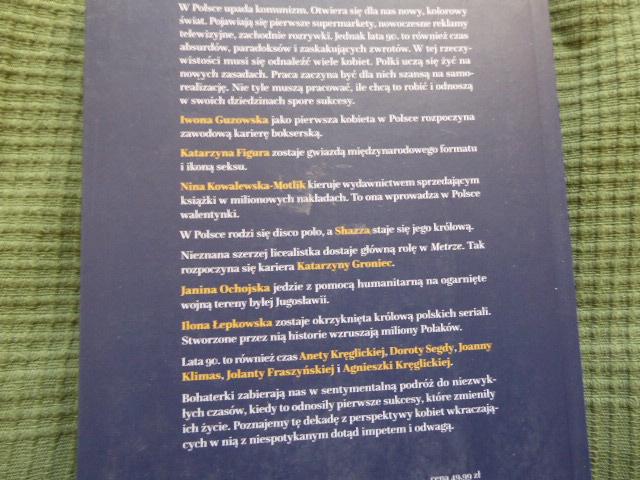 W Polsce upada komunizm. Otwiera się dla nas nowy, kolorowy
świat. Pojawiają się pierwsze supermarkety, nowoczesne reklamy
telewizyjne, zachodnie rozrywki. Jednak lata 90. to również czas
absurdów, paradoksów i zaskakujących zwrotów. W tej rzeczy-
wistości musi się odnaleźć wiele kobiet. Polki uczą się żyć na
nowych zasadach. Praca zaczyna być dla nich szansą na samo-
realizację. Nie tyle muszą pracować, ile chcą to robić i odnoszą
w swoich dziedzinach spore sukcesy.
Iwona Guzowska jako pierwsza kobieta w Polsce rozpoczyna
zawodową karierę bokserską.
Katarzyna Figura zostaje gwiazdą międzynarodowego formatu
i ikoną seksu.
Nina Kowalewska-Motlik kieruje wydawnictwem sprzedającym
książki w milionowych nakładach. To ona wprowadza w Polsce
walentynki.
W Polsce rodzi się disco polo, a Shazza staje się jego królową.
Nieznana szerzej licealistka dostaje główną rolę w Metrze. Tak
rozpoczyna się kariera Katarzyny Groniec.
Janina Ochojska jedzie z pomocą humanitarną na ogarnięte
wojną tereny byłej Jugosławii.
Ilona Łepkowska zostaje okrzyknięta królową polskich seriali.
Stworzone przez nią historie wzruszają miliony Polaków.
Lata 90. to również czas Anety Kręglickiej, Doroty Segdy, Joanny
Klimas, Jolanty Fraszyńskiej i Agnieszki Kręglickiej.
Bohaterki zabierają nas w sentymentalną podróż do niezwyk-
łych czasów, kiedy to odnosiły pierwsze sukcesy, które zmieniły
ich życie. Poznajemy tę dekadę z perspektywy kobiet wkraczają-
cych w nią z niespotykanym dotąd impetem i odwagą.
cena 49,99 zł